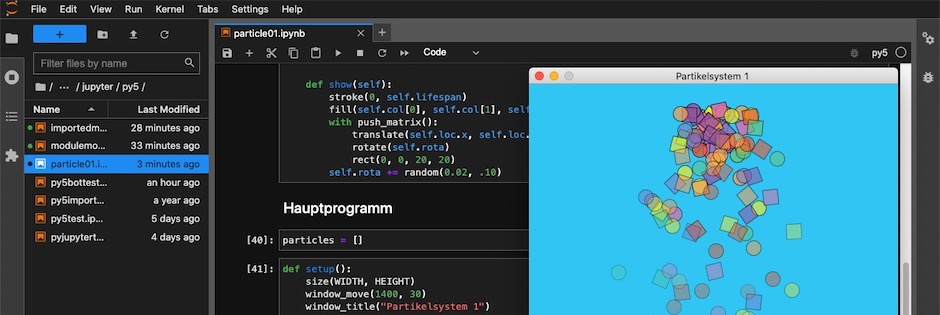 File Edit View Run Kernel Tabs Settings Help
Filter files by name
/ ... / jupyter / py5 /
Name Last Modified
importedm... 28 minutes ago
modulemo... 33 minutes ago
particle01.i... 3 minutes ago
py5bottest... an hour ago
py5import... a year ago
py5test.ip... 5 days ago
pyjupytert... 4 days ago
particle01.ipynb
Code
py5
def show(self):
stroke(0, self.lifespan)
fill(self.col[0], self.col[1], se
with push_matrix():
translate(self.loc.x, self.loc.
rotate(self.rota)
rect(0, 0, 20, 20)
self.rota += random(0.02, .10)
Hauptprogramm
[40]: particles = []
[41]: def setup():
size(WIDTH, HEIGHT)
window_move(1400, 30)
window_title("Partikelsystem 1")
Partikelsystem 1